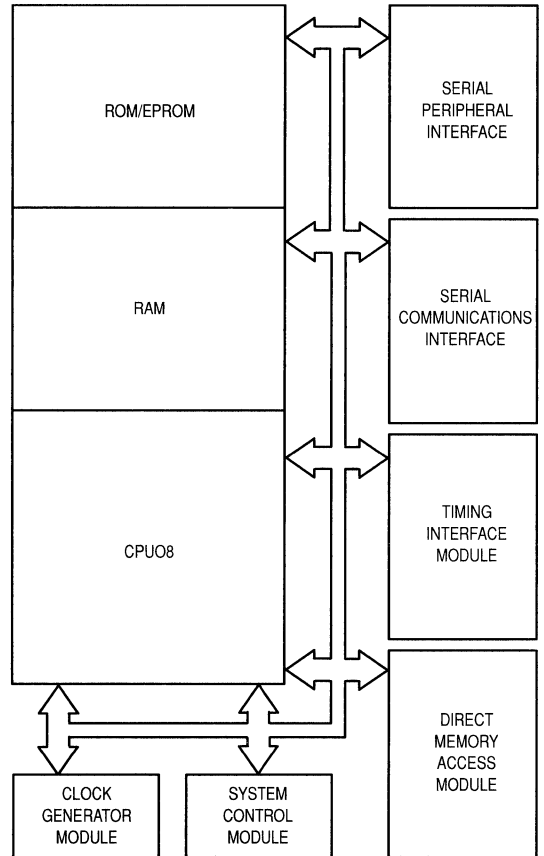 ROM/EPROM
SERIAL
PERIPHERAL
INTERFACE
RAM
SERIAL
COMMUNICATIONS
INTERFACE
CPU08
TIMING
INTERFACE
MODULE
DIRECT
MEMORY
ACCESS
MODULE
CLOCK
GENERATOR
MODULE
SYSTEM
CONTROL
MODULE